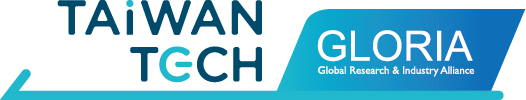 TAiWAN
TECH
GLORIA
Global Research & Industry Alliance